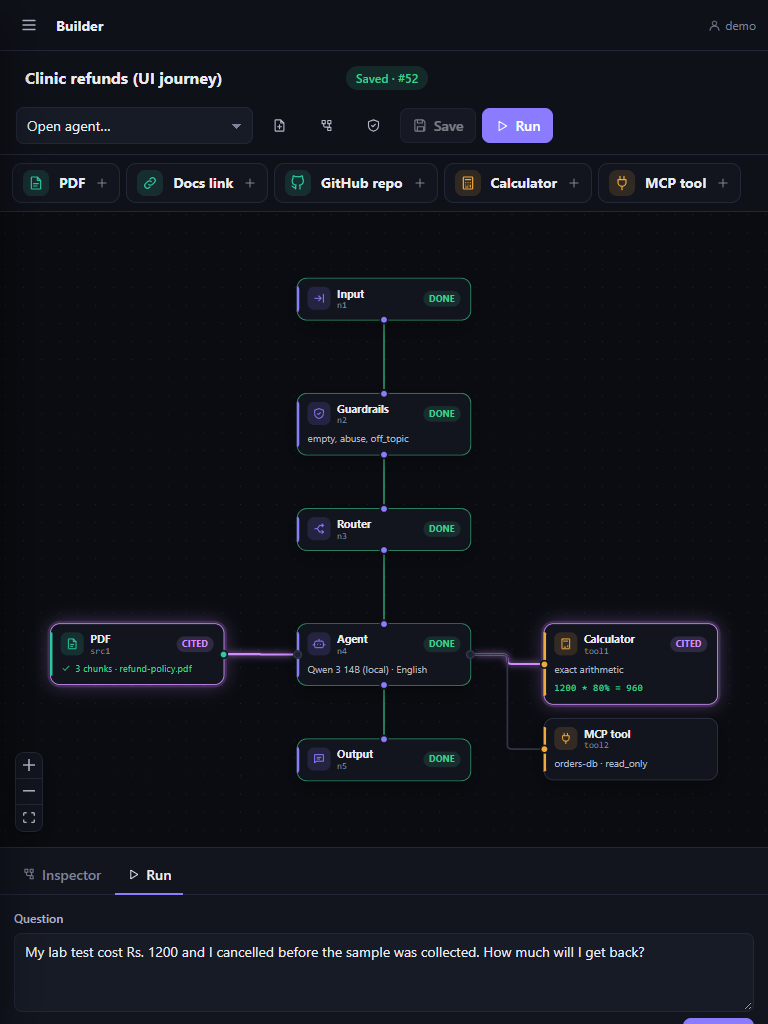 Builder
demo
Clinic refunds (UI journey)
Saved · #52
Open agent...
Save
Run
PDF +
Docs link +
GitHub repo +
Calculator +
MCP tool +
Input
n1
DONE
Guardrails
n2
DONE
empty, abuse, off_topic
Router
n3
DONE
PDF
src1
CITED
✓ 3 chunks · refund-policy.pdf
Agent
n4
DONE
Qwen 3 14B (local) · English
Calculator
tool1
CITED
exact arithmetic
1200 * 80% = 960
MCP tool
tool2
orders-db · read_only
Output
n5
DONE
Inspector
Run
Question
My lab test cost Rs. 1200 and I cancelled before the sample was collected. How much will I get back?